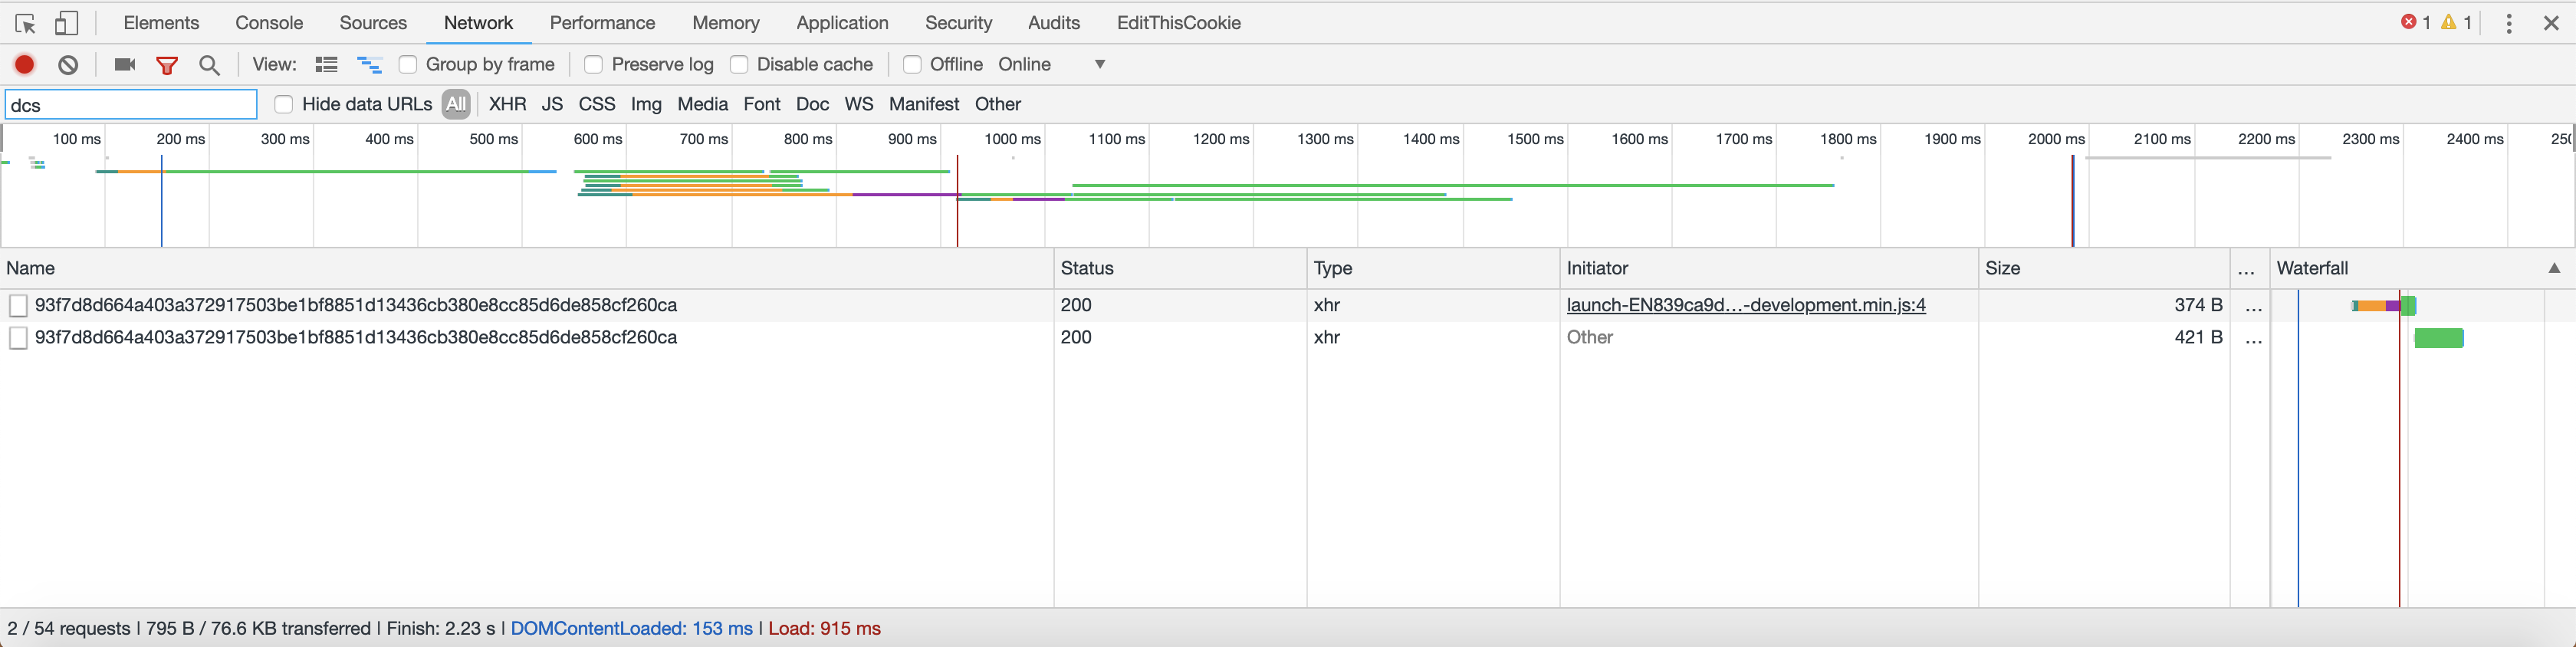 Elements Console Sources Network Performance Memory Application Security Audits EditThisCookie 1 1
View: Group by frame Preserve log Disable cache Offline Online
dcs Hide data URLs All XHR JS CSS Img Media Font Doc WS Manifest Other
100 ms 200 ms 300 ms 400 ms 500 ms 600 ms 700 ms 800 ms 900 ms 1000 ms 1100 ms 1200 ms 1300 ms 1400 ms 1500 ms 1600 ms 1700 ms 1800 ms 1900 ms 2000 ms 2100 ms 2200 ms 2300 ms 2400 ms
Name Status Type Initiator Size ... Waterfall
93f7d8d664a403a372917503be1bf8851d13436cb380e8cc85d6de858cf260ca 200 xhr launch-EN839ca9d…-development.min.js:4 374 B ...
93f7d8d664a403a372917503be1bf8851d13436cb380e8cc85d6de858cf260ca 200 xhr Other 421 B ...
2 / 54 requests | 795 B / 76.6 KB transferred | Finish: 2.23 s | DOMContentLoaded: 153 ms | Load: 915 ms